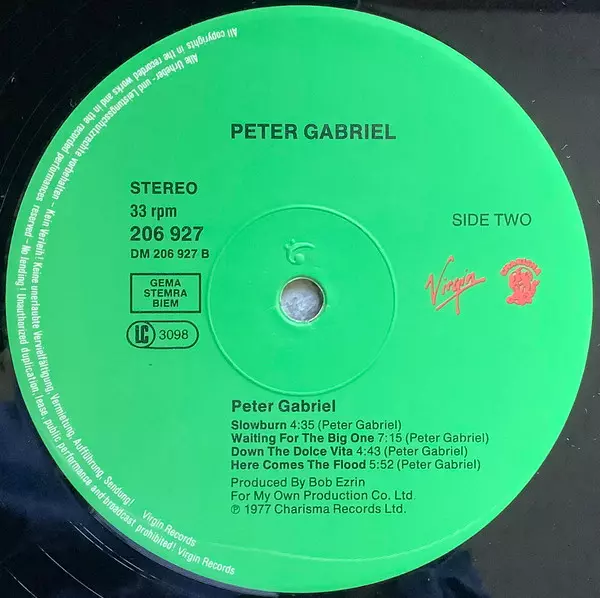 PETER GABRIEL
STEREO
33 rpm
206 927
DM 206 927 B
GEMA
STEMRA
BIEM
LC 3098
SIDE TWO
Virgin
Peter Gabriel
Slowburn 4:35 (Peter Gabriel)
Waiting For The Big One 7:15 (Peter Gabriel)
Down The Dolce Vita 4:43 (Peter Gabriel)
Here Comes The Flood 5:52 (Peter Gabriel)
Produced By Bob Ezrin
For My Own Production Co. Ltd.
℗ 1977 Charisma Records Ltd.
Alle Urheber- und Leistungsschutzrechte vorbehalten – Kein Verleih! Keine unerlaubte Vervielfältigung, Vermietung, Aufführung, Sendung! Virgin Records
All copyrights in the recorded works and in the recorded performances reserved – No lending! Unauthorized duplication, lease, public performance and broadcast prohibited! Virgin Records